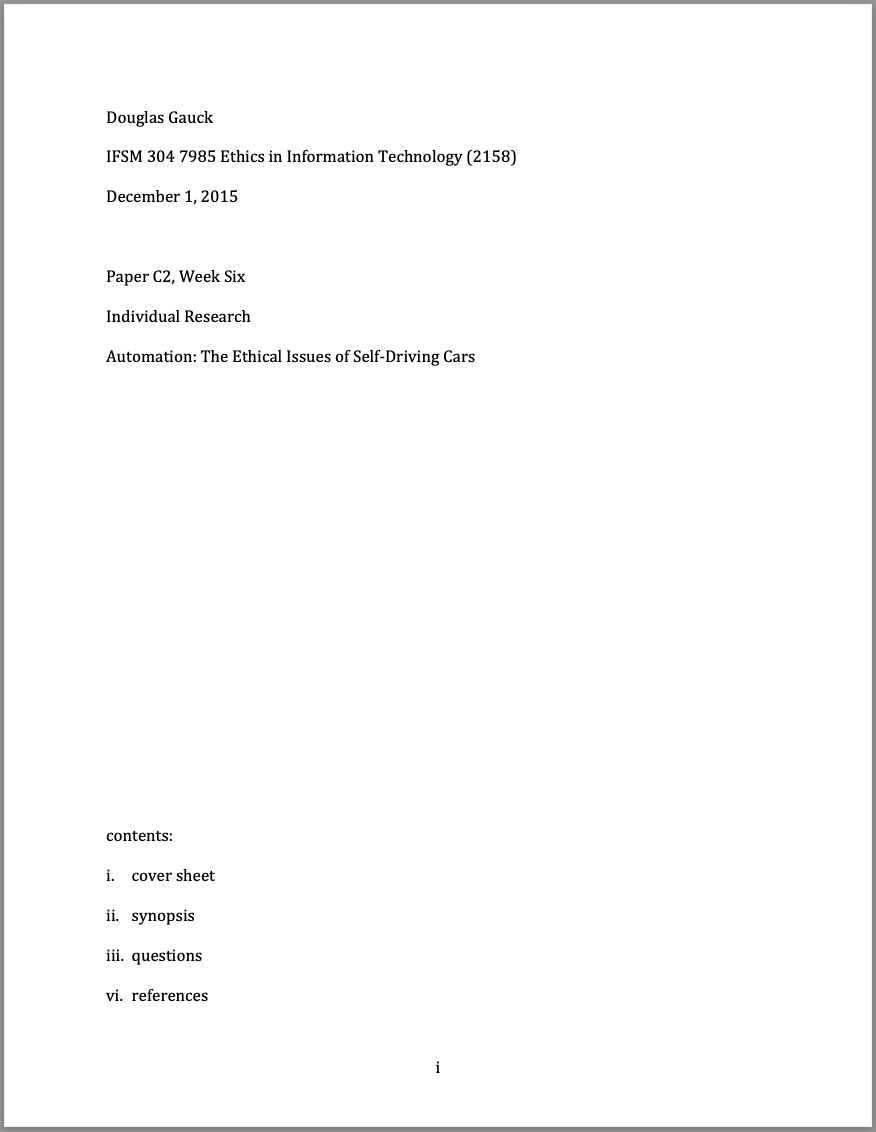 Douglas Gauck
IFSM 304 7985 Ethics in Information Technology (2158)
December 1, 2015
Paper C2, Week Six
Individual Research
Automation: The Ethical Issues of Self-Driving Cars
contents:
i. cover sheet
ii. synopsis
iii. questions
vi. references
i